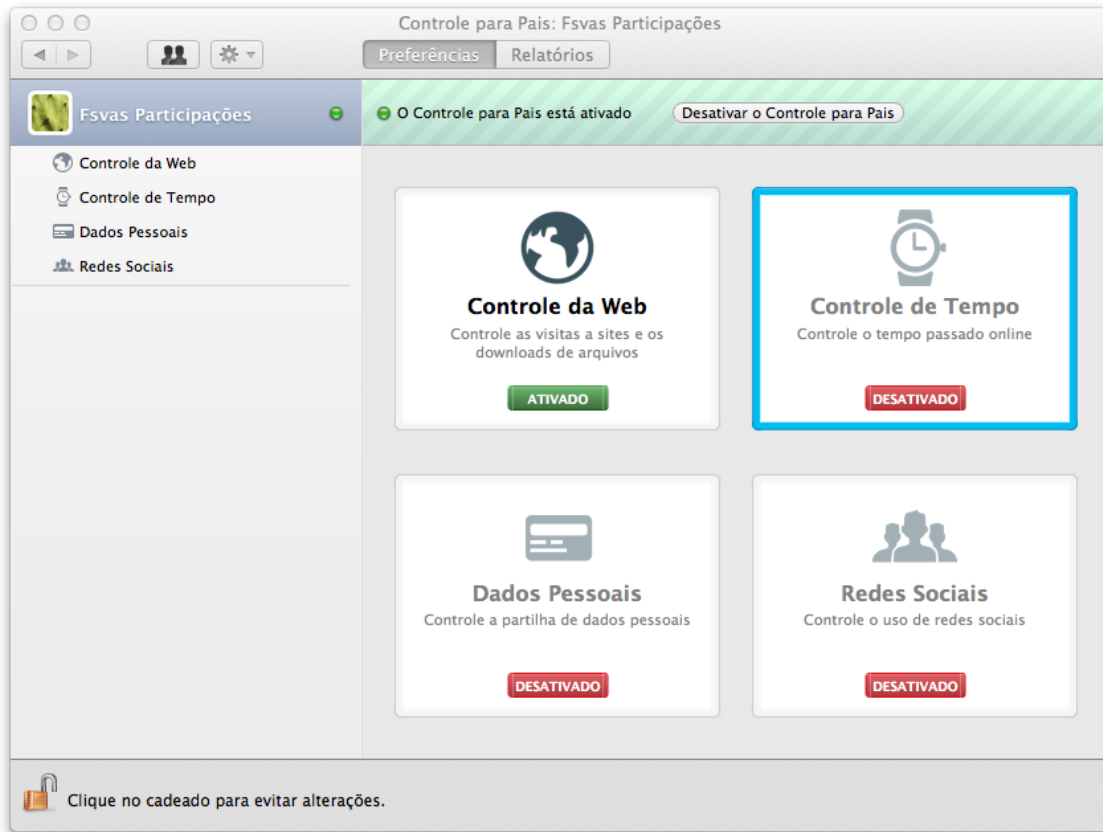 Controle para Pais: Fsvas Participações
Preferências
Relatórios
Fsvas Participações
O Controle para Pais está ativado
Desativar o Controle para Pais
Controle da Web
Controle de Tempo
Dados Pessoais
Redes Sociais
Controle da Web
Controle as visitas a sites e os
downloads de arquivos
ATIVADO
Controle de Tempo
Controle o tempo passado online
DESATIVADO
Dados Pessoais
Controle a partilha de dados pessoais
DESATIVADO
Redes Sociais
Controle o uso de redes sociais
DESATIVADO
Clique no cadeado para evitar alterações.